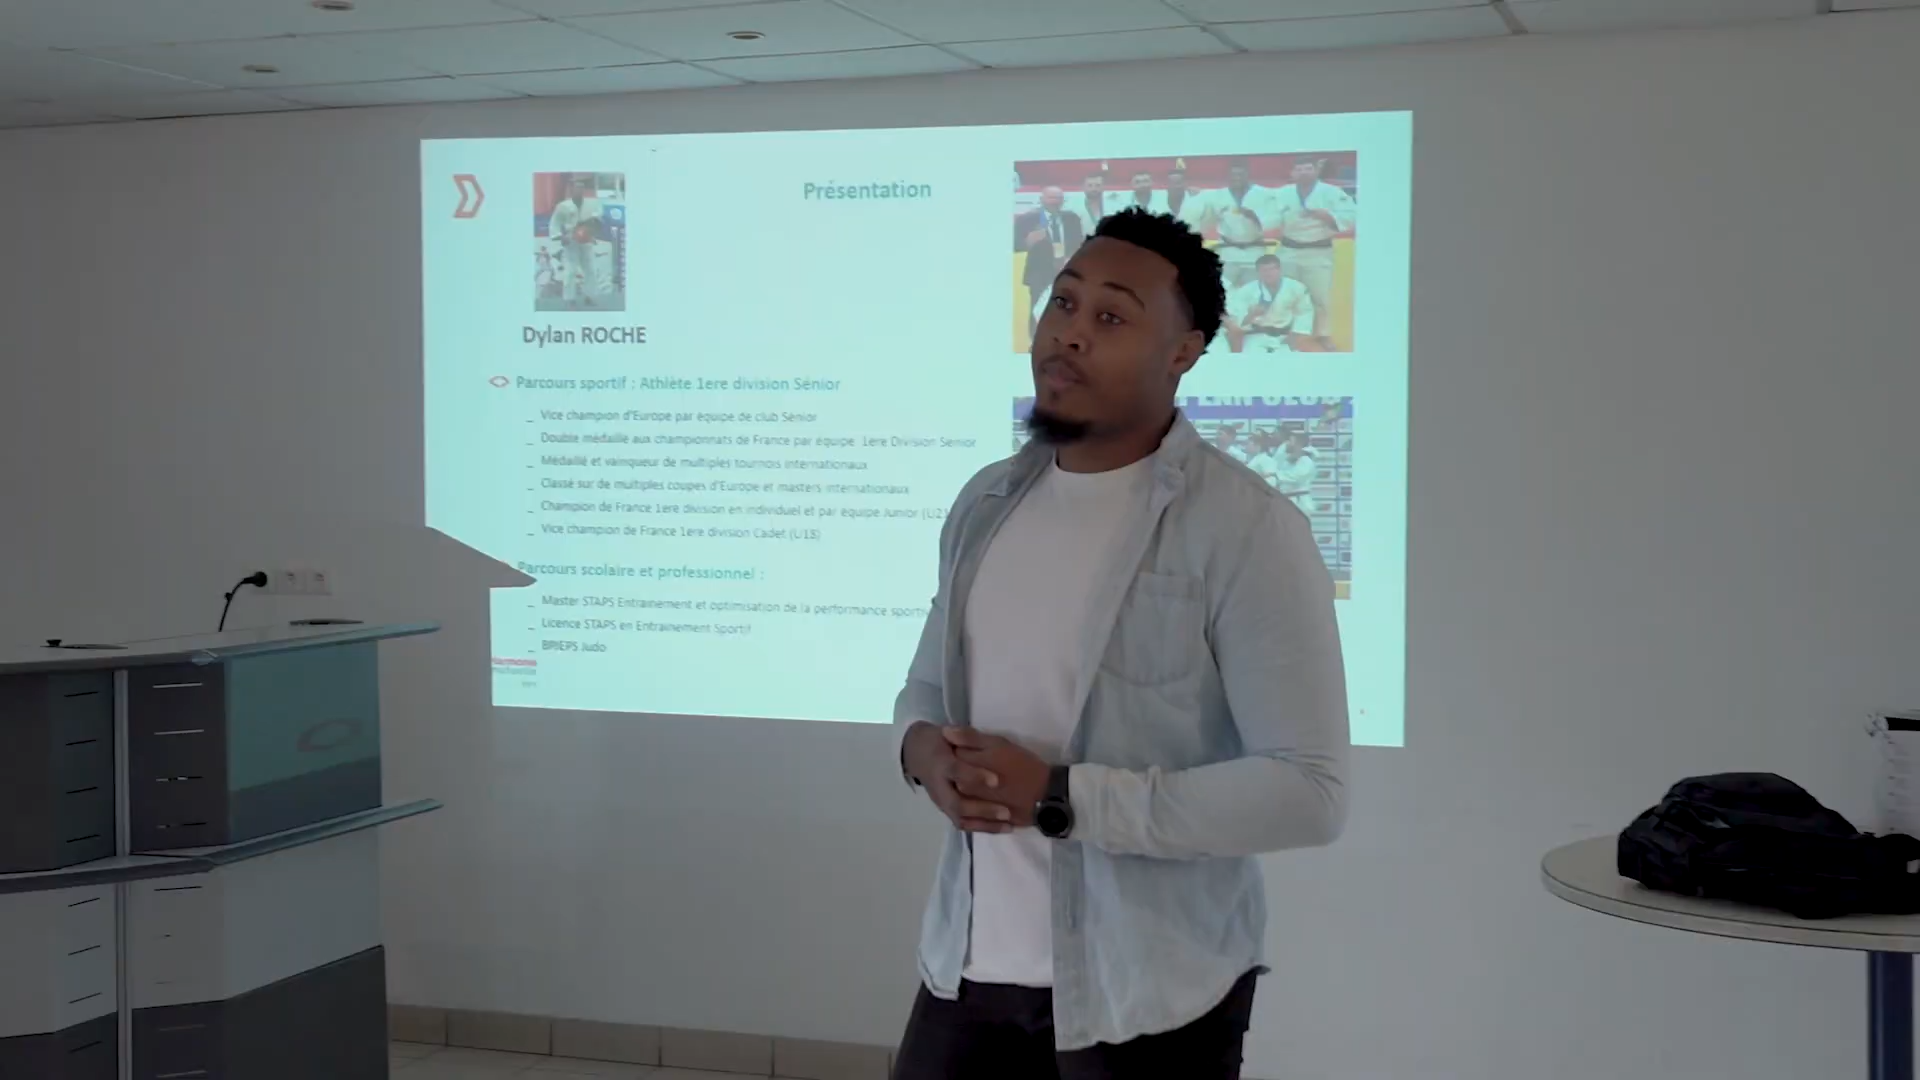 Présentation
Dylan ROCHE
Parcours sportif : Athlète 1ere division Sénior
_ Vice champion d'Europe par équipe de club Sénior
_ Double médaillé aux championnats de France par équipe 1ere Division Senior
_ Médaillé et vainqueur de multiples tournois internationaux
_ Classé sur de multiples coupes d'Europe et masters internationaux
_ Champion de France 1ere division en individuel et par équipe Junior (U21
_ Vice champion de France 1ere division Cadet (U18)
Parcours scolaire et professionnel :
_ Master STAPS Entrainement et optimisation de la performance sportiv
_ Licence STAPS en Entrainement Sportif
_ BPJEPS Judo
Harmonie
mutuelle